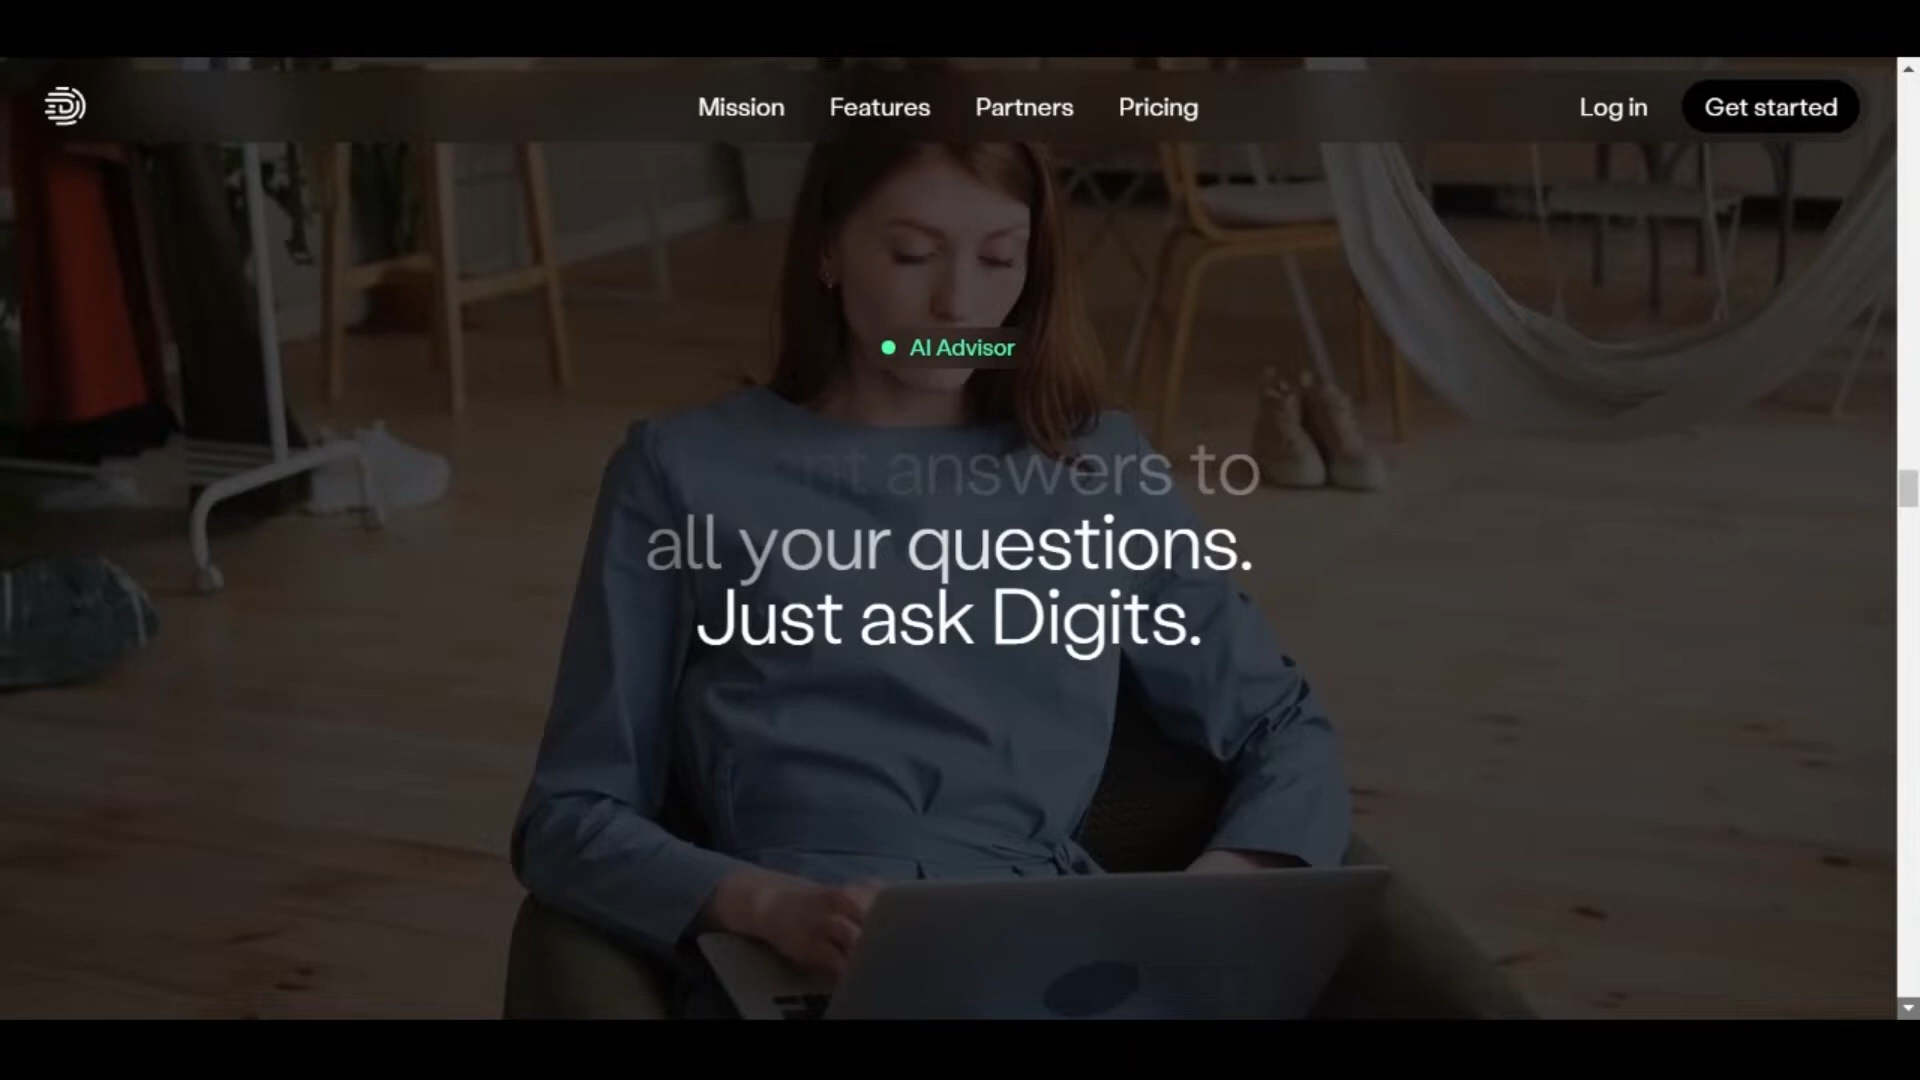 Mission Features Partners Pricing Log in Get started
AI Advisor
answers to
all your questions.
Just ask Digits.